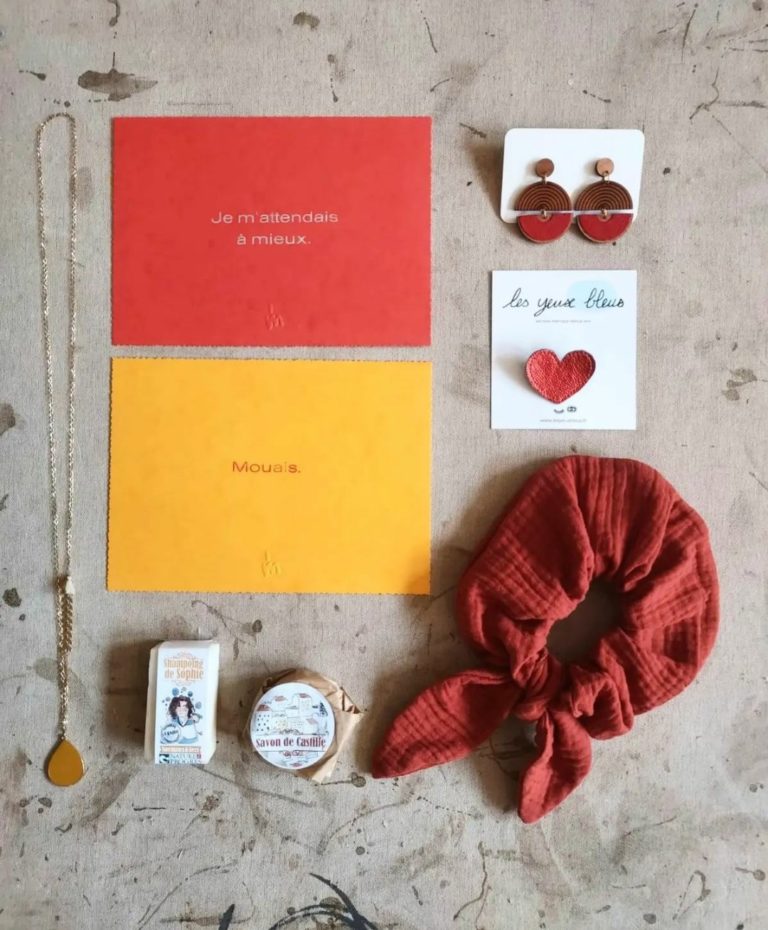 Je m'attendais
à mieux.
Mouais.
les yeux bleus
Shampoing
de Sophie
Savon de Castille